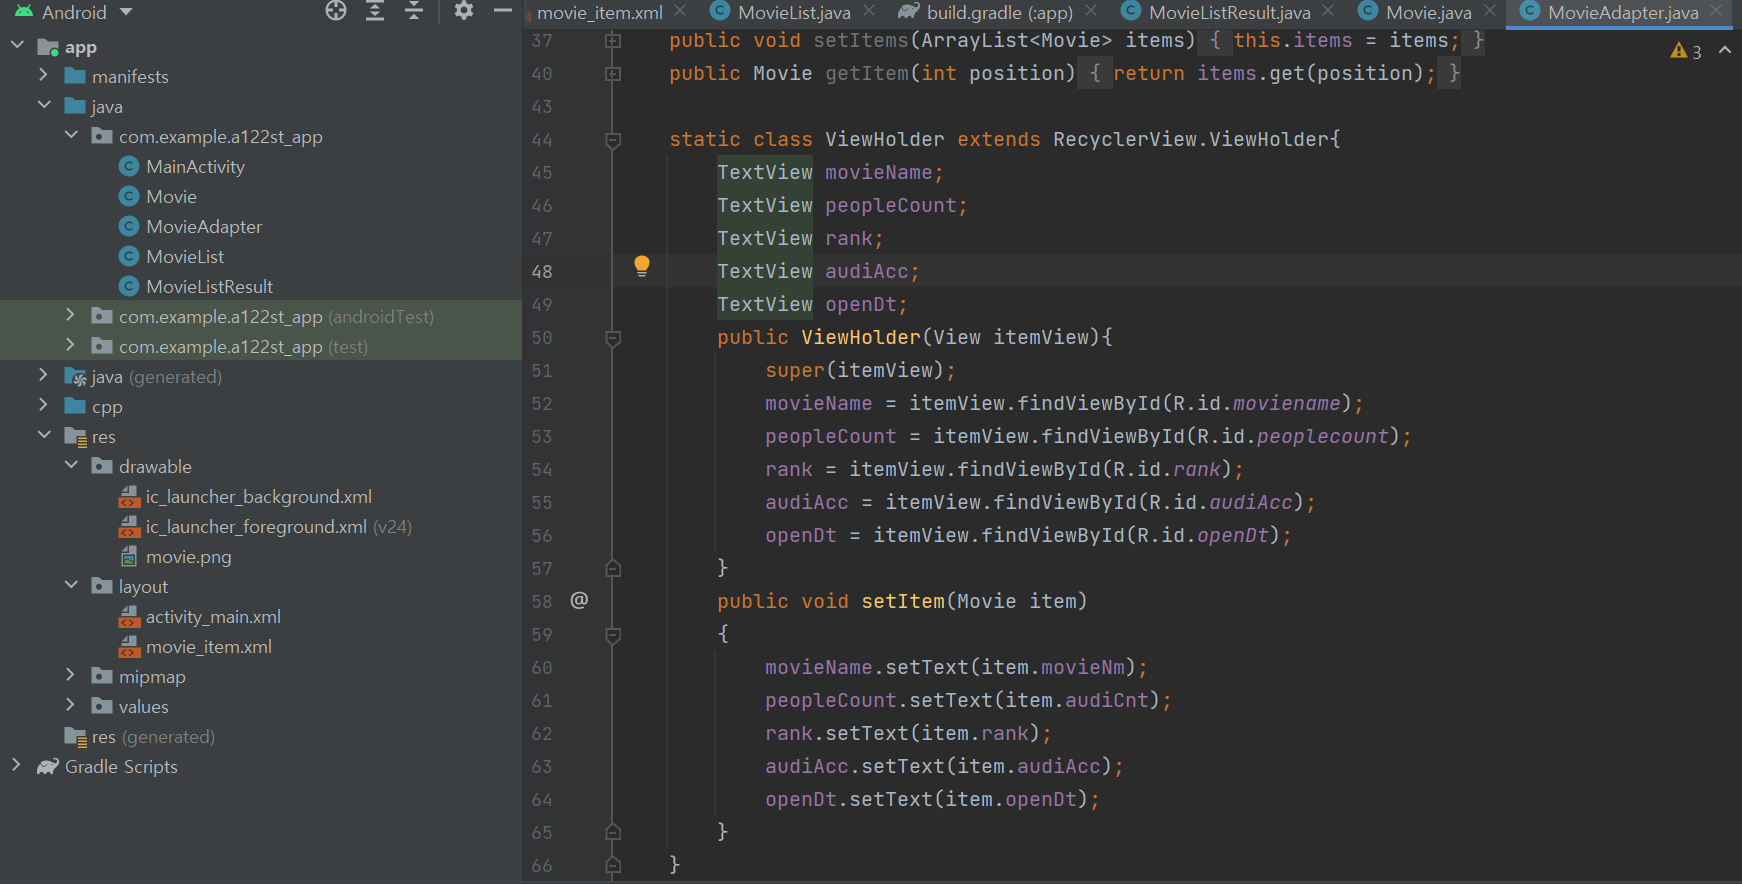 Android
app
manifests
java
com.example.a122st_app
MainActivity
Movie
MovieAdapter
MovieList
MovieListResult
com.example.a122st_app (androidTest)
com.example.a122st_app (test)
java (generated)
cpp
res
drawable
ic_launcher_background.xml
ic_launcher_foreground.xml (v24)
movie.png
layout
activity_main.xml
movie_item.xml
mipmap
values
res (generated)
Gradle Scripts
movie_item.xml MovieList.java build.gradle (:app) MovieListResult.java Movie.java MovieAdapter.java
3
37 public void setItems(ArrayList<Movie> items) { this.items = items; }
40 public Movie getItem(int position) { return items.get(position); }
43
44 static class ViewHolder extends RecyclerView.ViewHolder{
45 TextView movieName;
46 TextView peopleCount;
47 TextView rank;
48 TextView audiAcc;
49 TextView openDt;
50 public ViewHolder(View itemView){
51 super(itemView);
52 movieName = itemView.findViewById(R.id.moviename);
53 peopleCount = itemView.findViewById(R.id.peoplecount);
54 rank = itemView.findViewById(R.id.rank);
55 audiAcc = itemView.findViewById(R.id.audiAcc);
56 openDt = itemView.findViewById(R.id.openDt);
57 }
58 @ public void setItem(Movie item)
59 {
60 movieName.setText(item.movieNm);
61 peopleCount.setText(item.audiCnt);
62 rank.setText(item.rank);
63 audiAcc.setText(item.audiAcc);
64 openDt.setText(item.openDt);
65 }
66 }